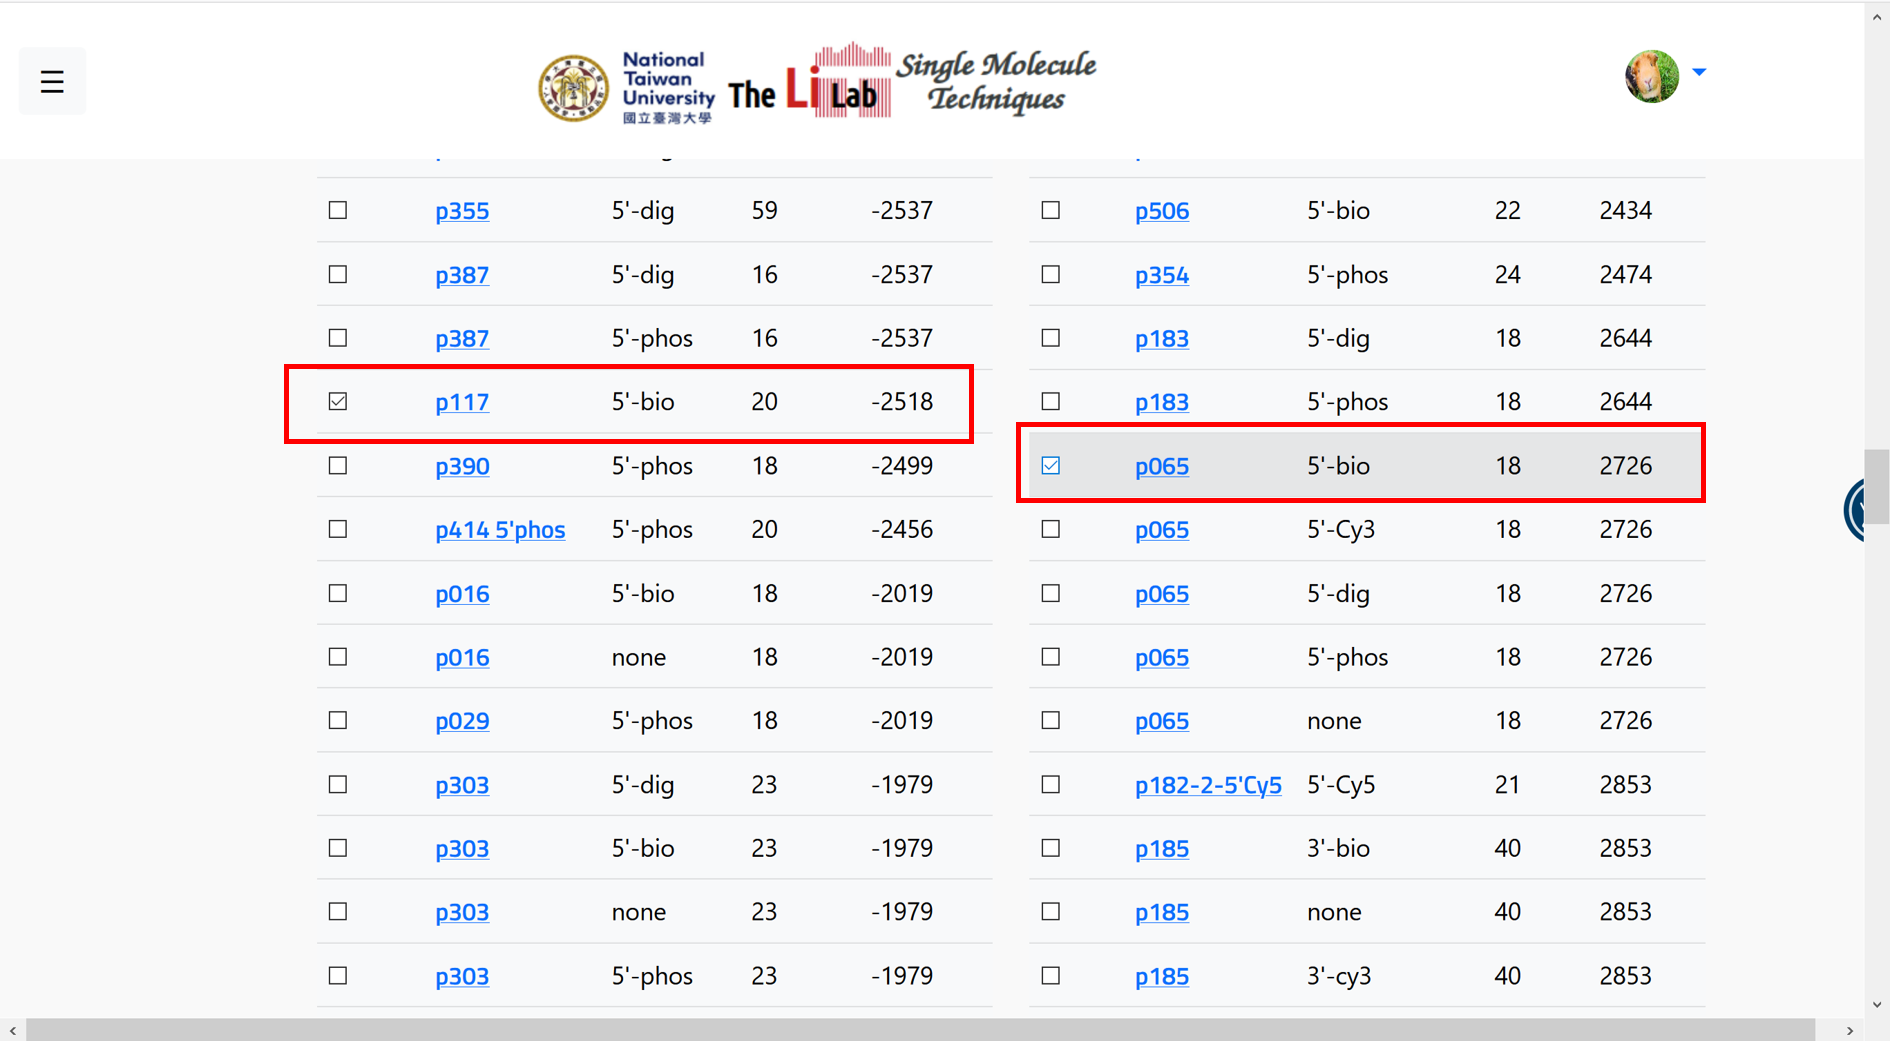 National
Taiwan
University
國立臺灣大學
The Li Lab
Single Molecule
Techniques
p355 5'-dig 59 -2537
p387 5'-dig 16 -2537
p387 5'-phos 16 -2537
p117 5'-bio 20 -2518
p390 5'-phos 18 -2499
p414 5'phos 5'-phos 20 -2456
p016 5'-bio 18 -2019
p016 none 18 -2019
p029 5'-phos 18 -2019
p303 5'-dig 23 -1979
p303 5'-bio 23 -1979
p303 none 23 -1979
p303 5'-phos 23 -1979
p506 5'-bio 22 2434
p354 5'-phos 24 2474
p183 5'-dig 18 2644
p183 5'-phos 18 2644
p065 5'-bio 18 2726
p065 5'-Cy3 18 2726
p065 5'-dig 18 2726
p065 5'-phos 18 2726
p065 none 18 2726
p182-2-5'Cy5 5'-Cy5 21 2853
p185 3'-bio 40 2853
p185 none 40 2853
p185 3'-cy3 40 2853